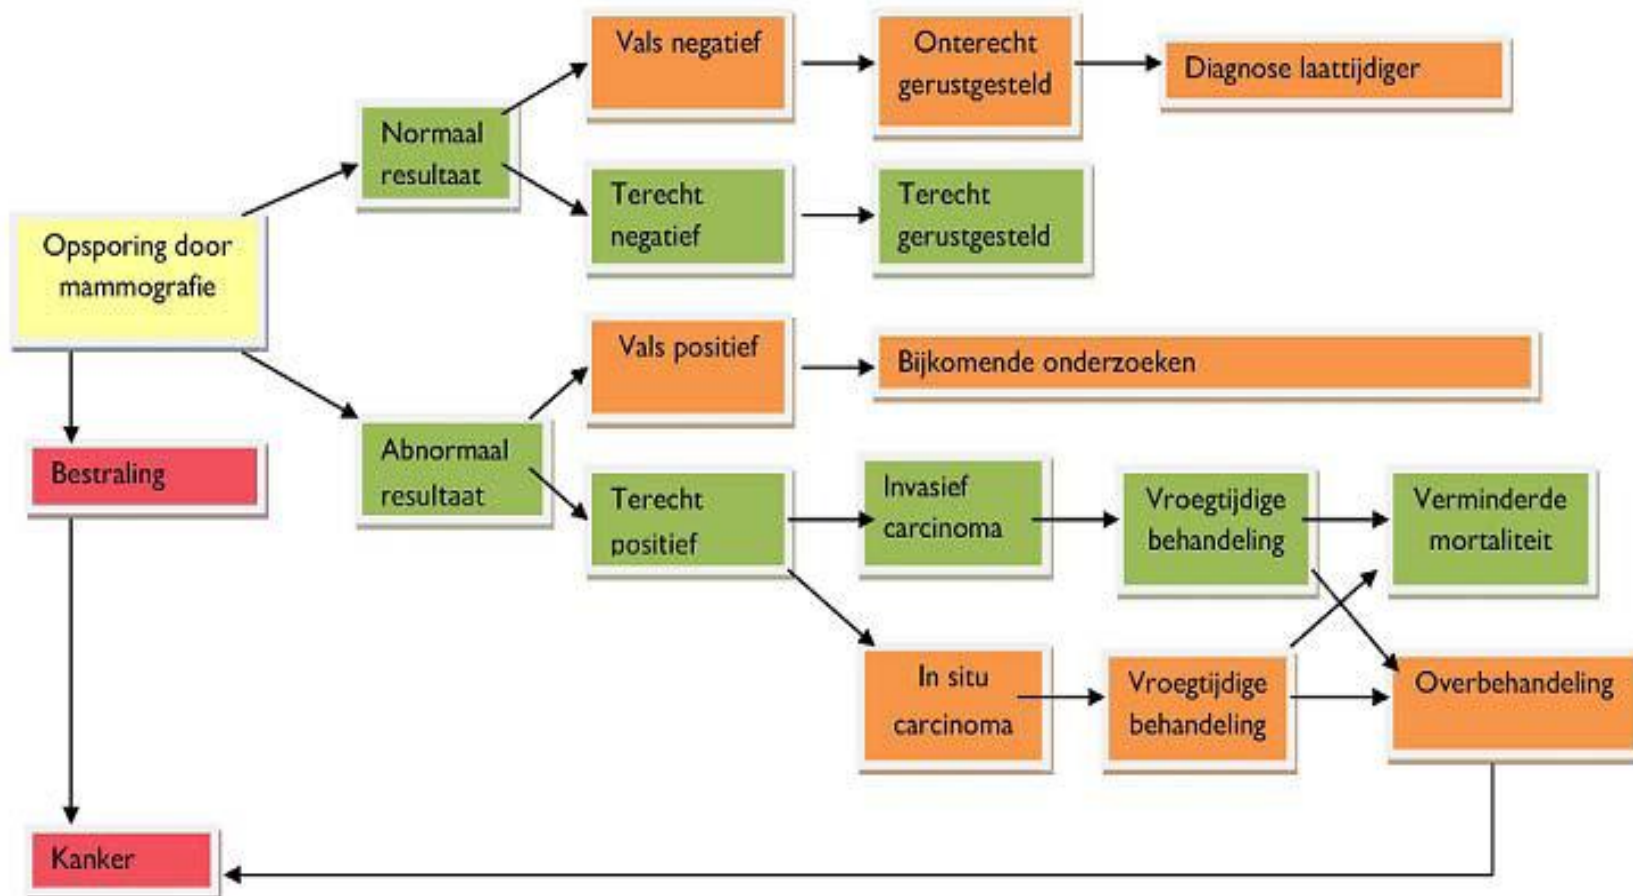 Vals negatief
Onterecht
gerustgesteld
Diagnose laattijdiger
Normaal
resultaat
Terecht
negatief
Terecht
gerustgesteld
Opsporing door
mammografie
Vals positief
Bijkomende onderzoeken
Bestraling
Abnormaal
resultaat
Terecht
positief
Invasief
carcinoma
Vroegtijdige
behandeling
Verminderde
mortaliteit
In situ
carcinoma
Vroegtijdige
behandeling
Overbehandeling
Kanker